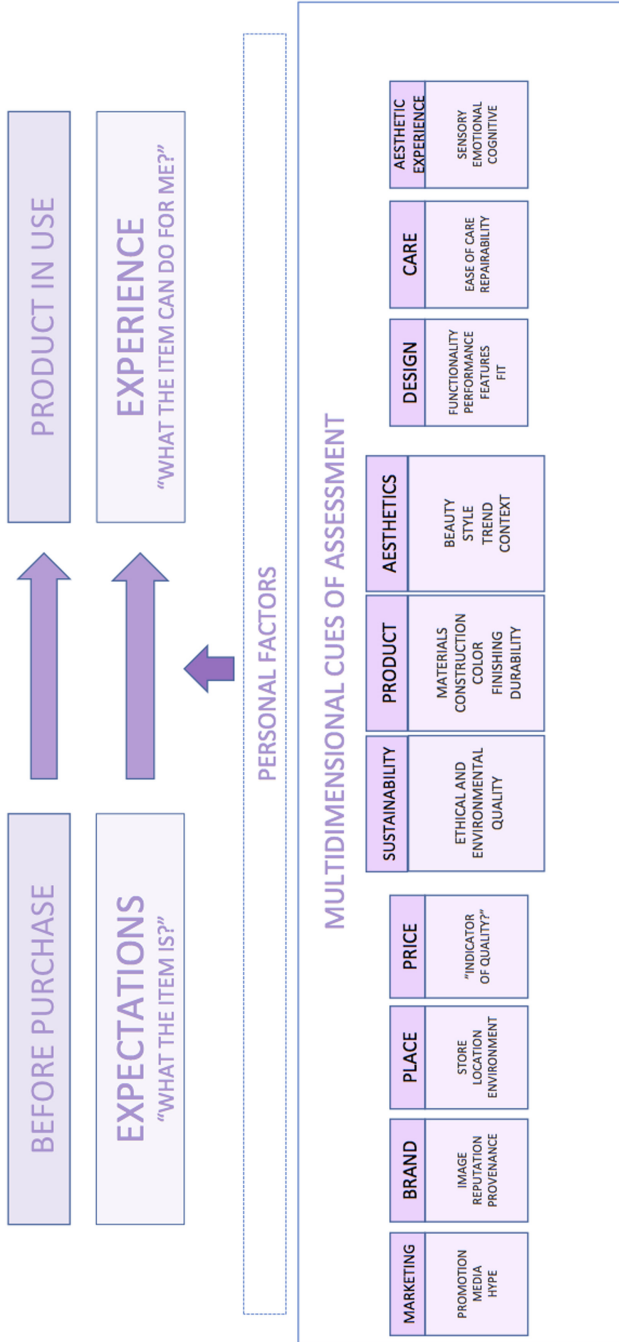 BEFORE PURCHASE
PRODUCT IN USE
EXPECTATIONS
"WHAT THE ITEM IS?"
EXPERIENCE
"WHAT THE ITEM CAN DO FOR ME?"
PERSONAL FACTORS
MULTIDIMENSIONAL CUES OF ASSESSMENT
MARKETING
PROMOTION
MEDIA
HYPE
BRAND
IMAGE
REPUTATION
PROVENANCE
PLACE
STORE
LOCATION
ENVIRONMENT
PRICE
"INDICATOR
OF QUALITY?"
SUSTAINABILITY
ETHICAL AND
ENVIRONMENTAL
QUALITY
PRODUCT
MATERIALS
CONSTRUCTION
COLOR
FINISHING
DURABILITY
AESTHETICS
BEAUTY
STYLE
TREND
CONTEXT
DESIGN
FUNCTIONALITY
PERFORMANCE
FEATURES
FIT
CARE
EASE OF CARE
REPAIRABILITY
AESTHETIC
EXPERIENCE
SENSORY
EMOTIONAL
COGNITIVE